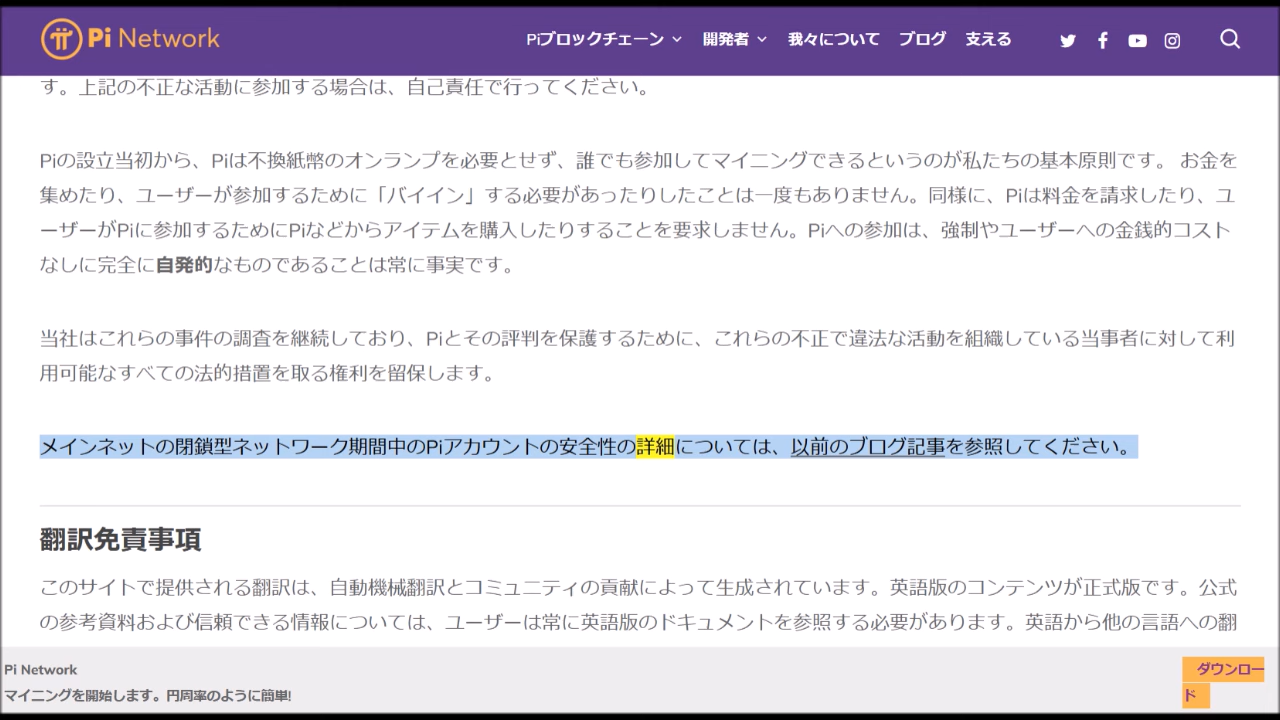 Pi Network
Piブロックチェーン 開発者 我々について ブログ 支える
す。上記の不正な活動に参加する場合は、自己責任で行ってください。
Piの設立当初から、Piは不換紙幣のオンランプを必要とせず、誰でも参加してマイニングできるというのが私たちの基本原則です。 お金を
集めたり、ユーザーが参加するために「バイイン」する必要があったりしたことは一度もありません。同様に、Piは料金を請求したり、ユ
ーザーがPiに参加するためにPiなどからアイテムを購入したりすることを要求しません。Piへの参加は、強制やユーザーへの金銭的コスト
なしに完全に自発的なものであることは常に事実です。
当社はこれらの事件の調査を継続しており、Piとその評判を保護するために、これらの不正で違法な活動を組織している当事者に対して利
用可能なすべての法的措置を取る権利を留保します。
メインネットの閉鎖型ネットワーク期間中のPiアカウントの安全性の詳細については、以前のブログ記事を参照してください。
翻訳免責事項
このサイトで提供される翻訳は、自動機械翻訳とコミュニティの貢献によって生成されています。英語版のコンテンツが正式版です。公式
の参考資料および信頼できる情報については、ユーザーは常に英語版のドキュメントを参照する必要があります。英語から他の言語への翻
Pi Network
マイニングを開始します。円周率のように簡単!
ダウンロー
ド